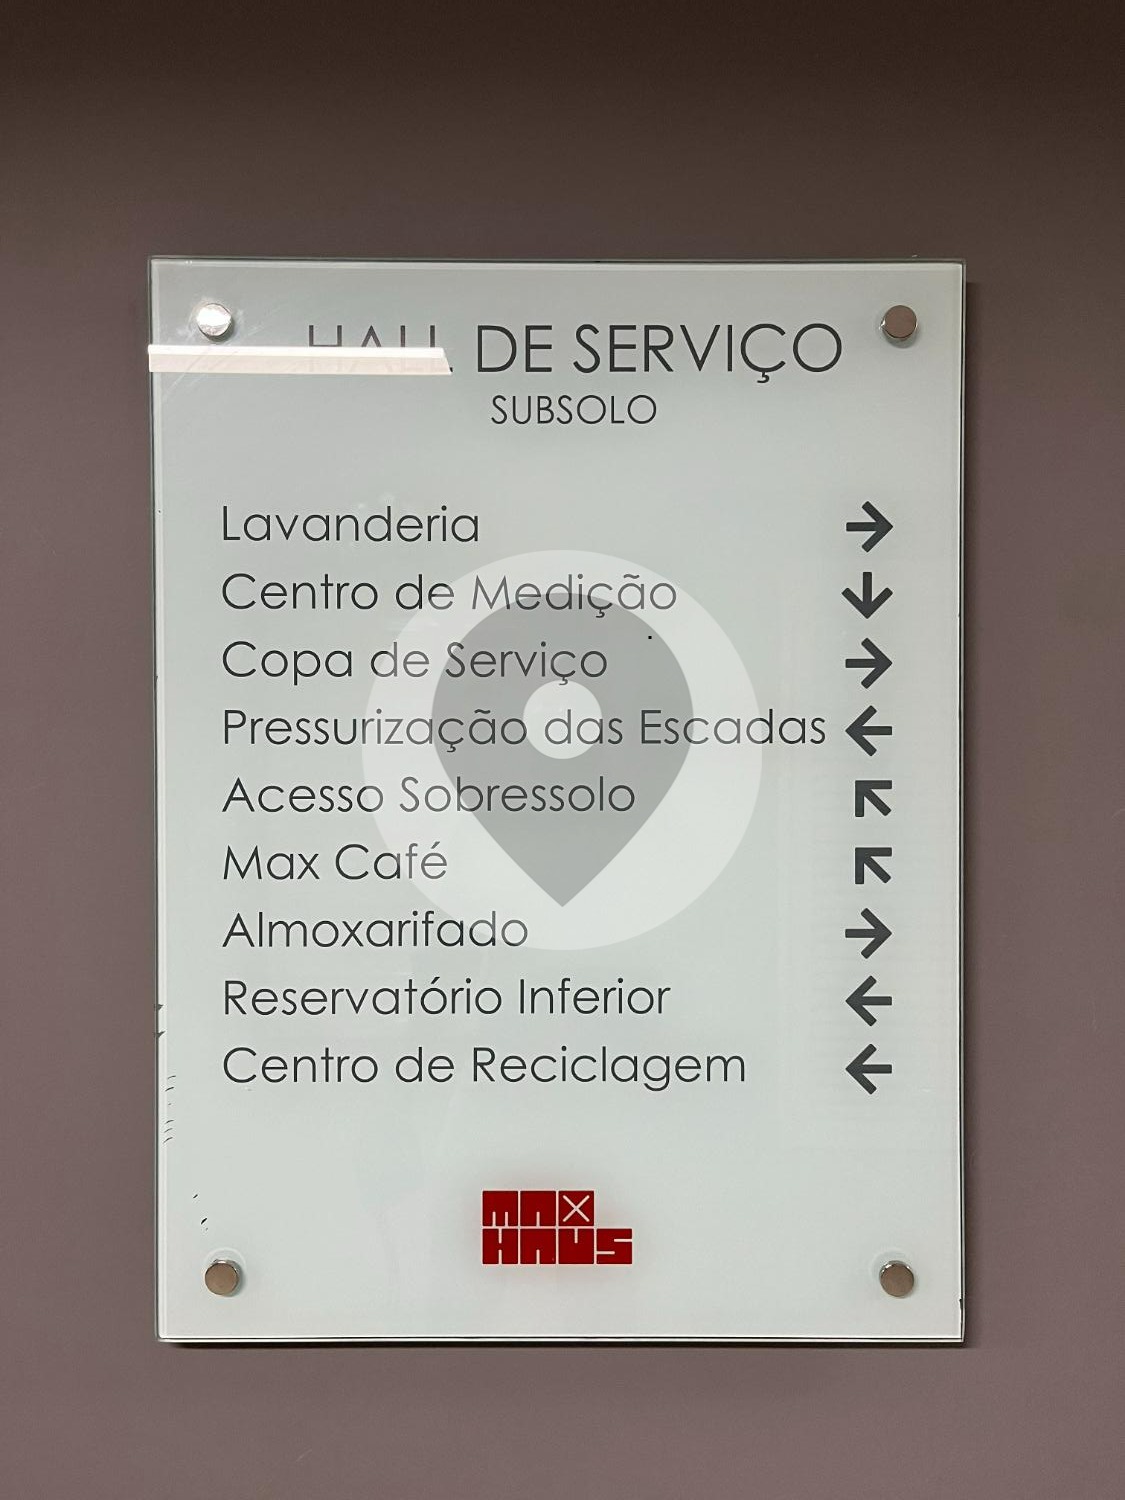 HALL DE SERVIÇO
SUBSOLO
Lavanderia →
Centro de Medição ↓
Copa de Serviço →
Pressurização das Escadas ←
Acesso Sobressolo ↖
Max Café ↖
Almoxarifado →
Reservatório Inferior ←
Centro de Reciclagem ←
MAX
HAUS